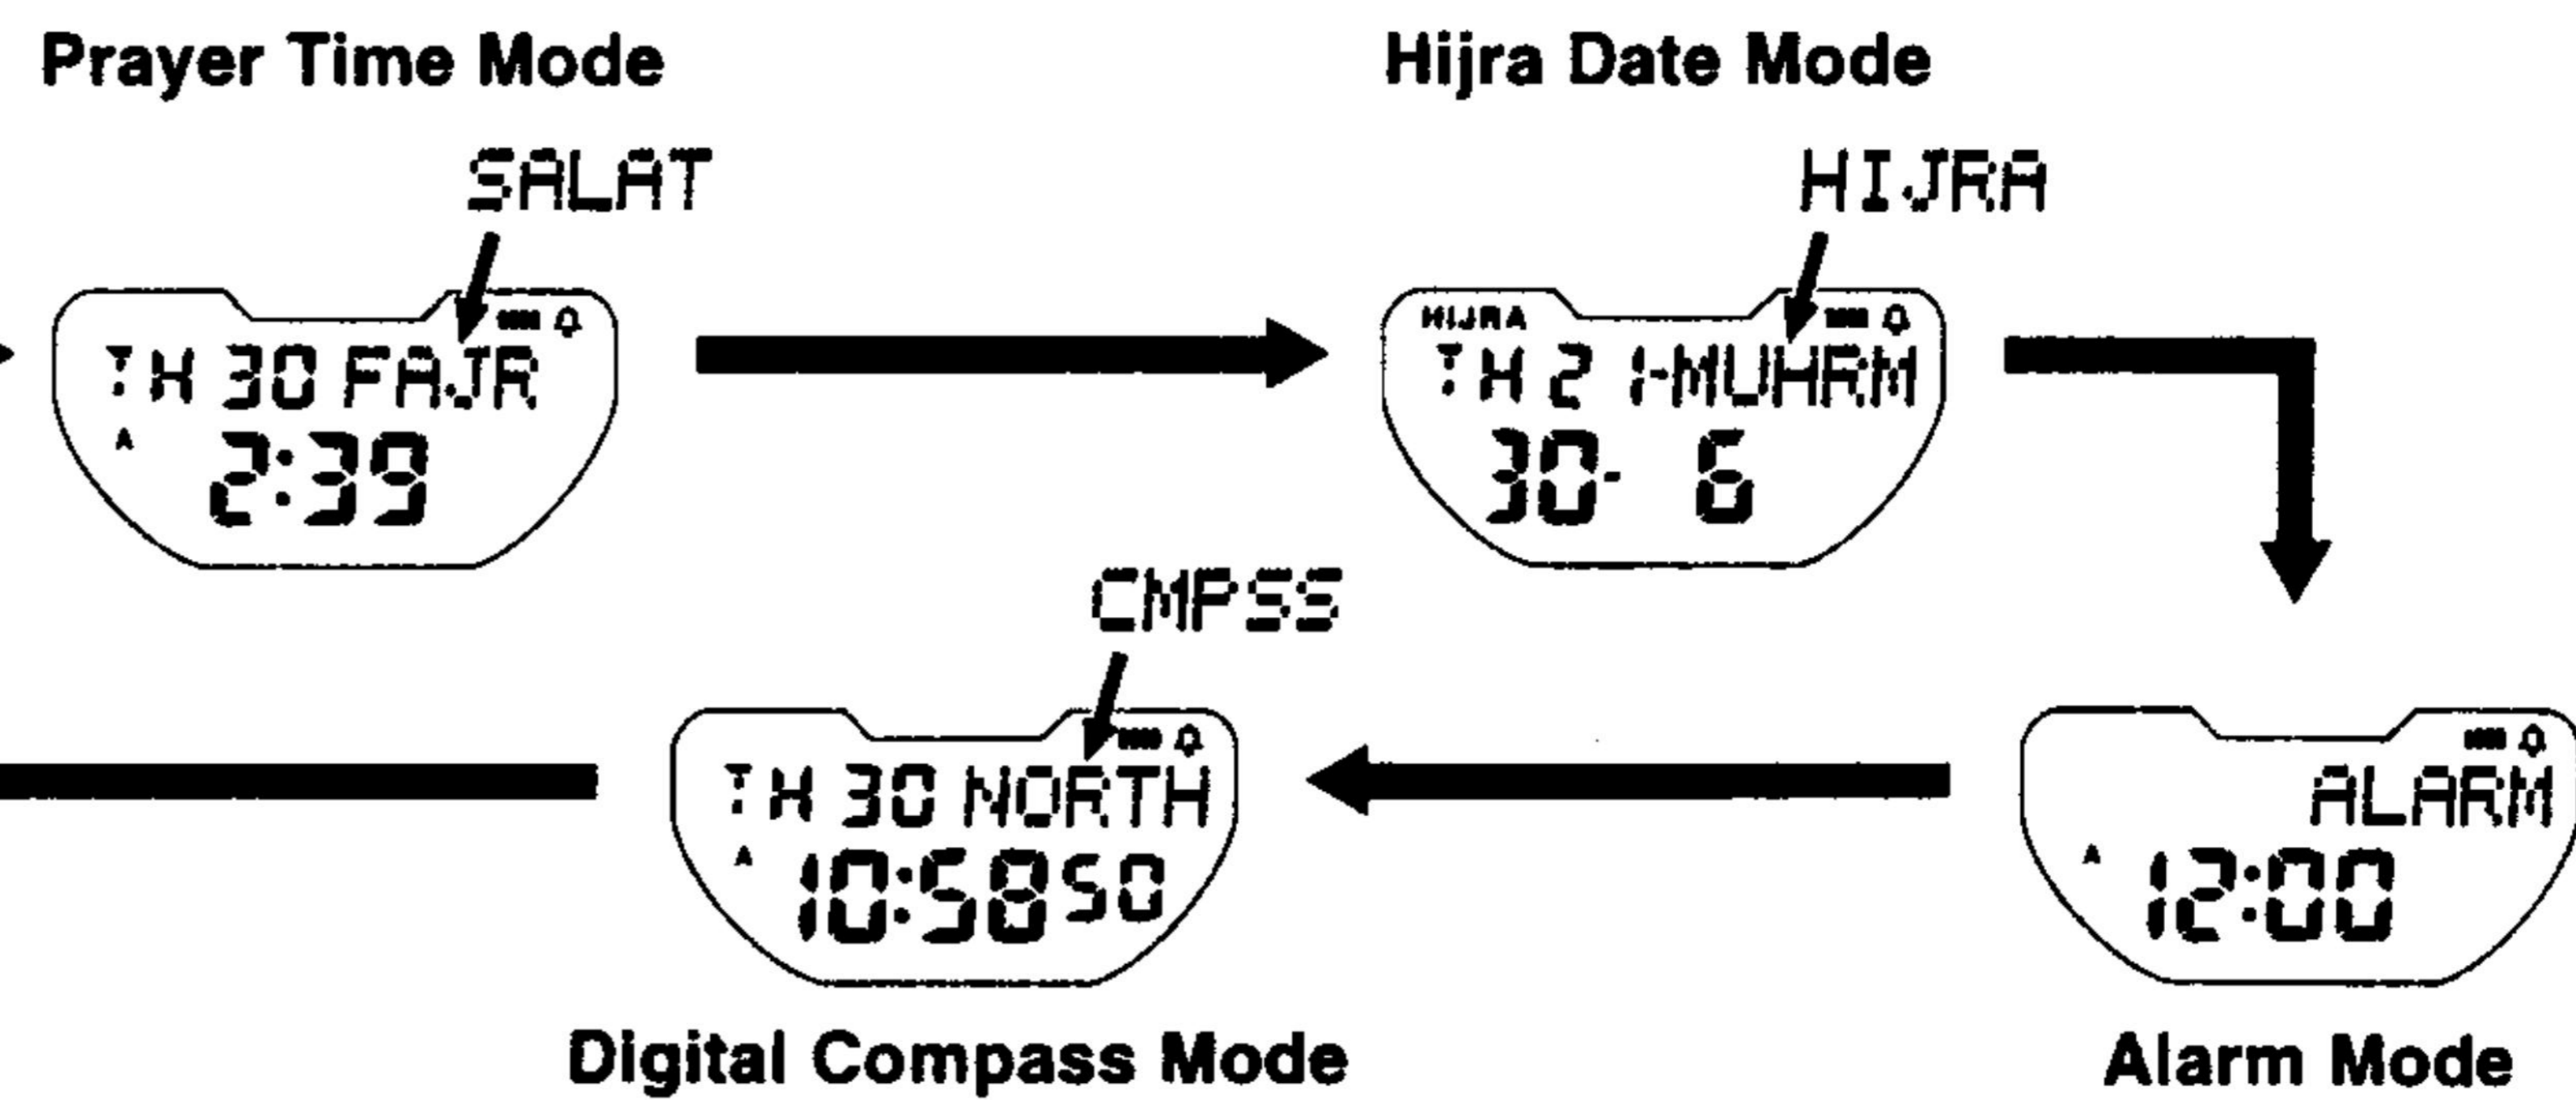 Prayer Time Mode
SALAT
TH 30 FAJR
A 2:39
Hijra Date Mode
HIJRA
HIJRA
TH 2 1-MUHRM
30- 6
CMPSS
TH 30 NORTH
A 10:58 50
Digital Compass Mode
ALARM
A 12:00
Alarm Mode